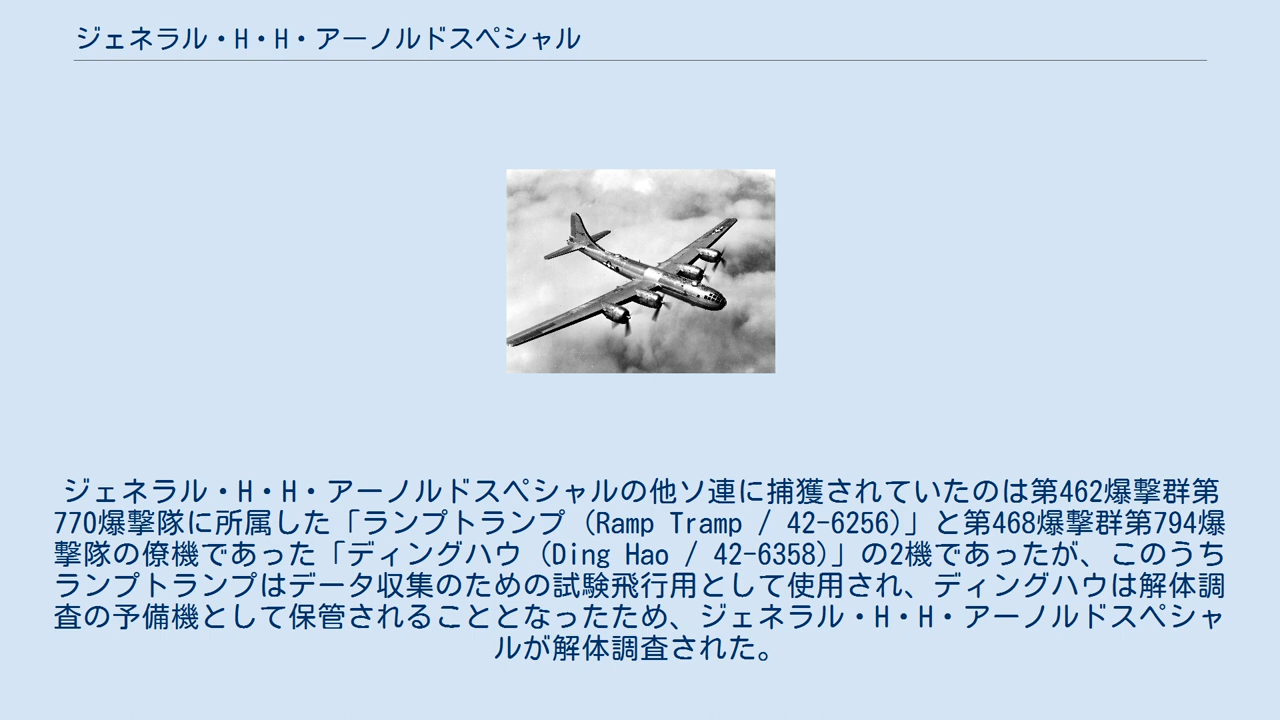 ジェネラル・H・H・アーノルドスペシャル
ジェネラル・H・H・アーノルドスペシャルの他ソ連に捕獲されていたのは第462爆撃群第
770爆撃隊に所属した「ランプトランプ (Ramp Tramp / 42-6256)」と第468爆撃群第794爆
撃隊の僚機であった「ディングハウ (Ding Hao / 42-6358)」の2機であったが、このうち
ランプトランプはデータ収集のための試験飛行用として使用され、ディングハウは解体調
査の予備機として保管されることとなったため、ジェネラル・H・H・アーノルドスペシャ
ルが解体調査された。